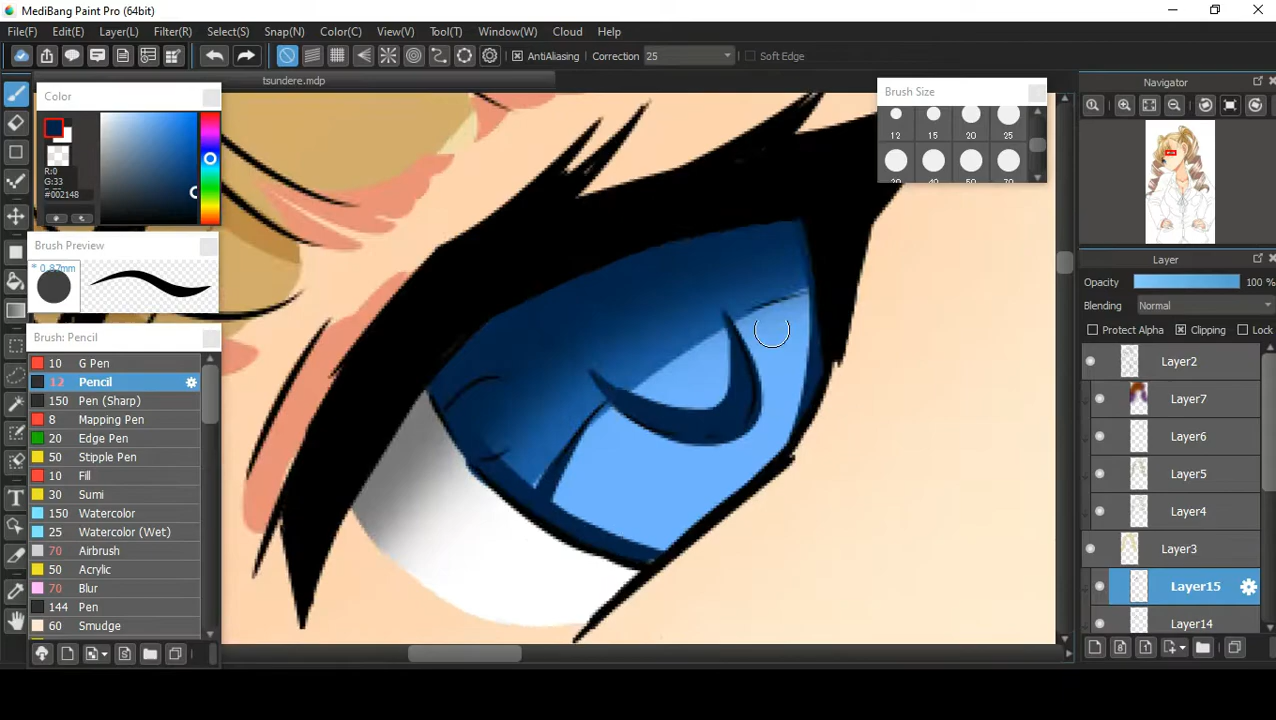 MediBang Paint Pro (64bit)
File(F) Edit(E) Layer(L) Filter(R) Select(S) Snap(N) Color(C) View(V) Tool(T) Window(W) Cloud Help
AntiAliasing Correction 25 Soft Edge
tsundere.mdp
Color
R:0
G:33
#002148
Brush Preview
* 0.87mm
Brush: Pencil
10 G Pen
12 Pencil
150 Pen (Sharp)
8 Mapping Pen
20 Edge Pen
50 Stipple Pen
10 Fill
30 Sumi
150 Watercolor
25 Watercolor (Wet)
70 Airbrush
50 Acrylic
70 Blur
144 Pen
60 Smudge
Brush Size
12 15 20 25
Navigator
Layer
Opacity 100 %
Blending Normal
Protect Alpha Clipping Lock
Layer2
Layer7
Layer6
Layer5
Layer4
Layer3
Layer15
Layer14